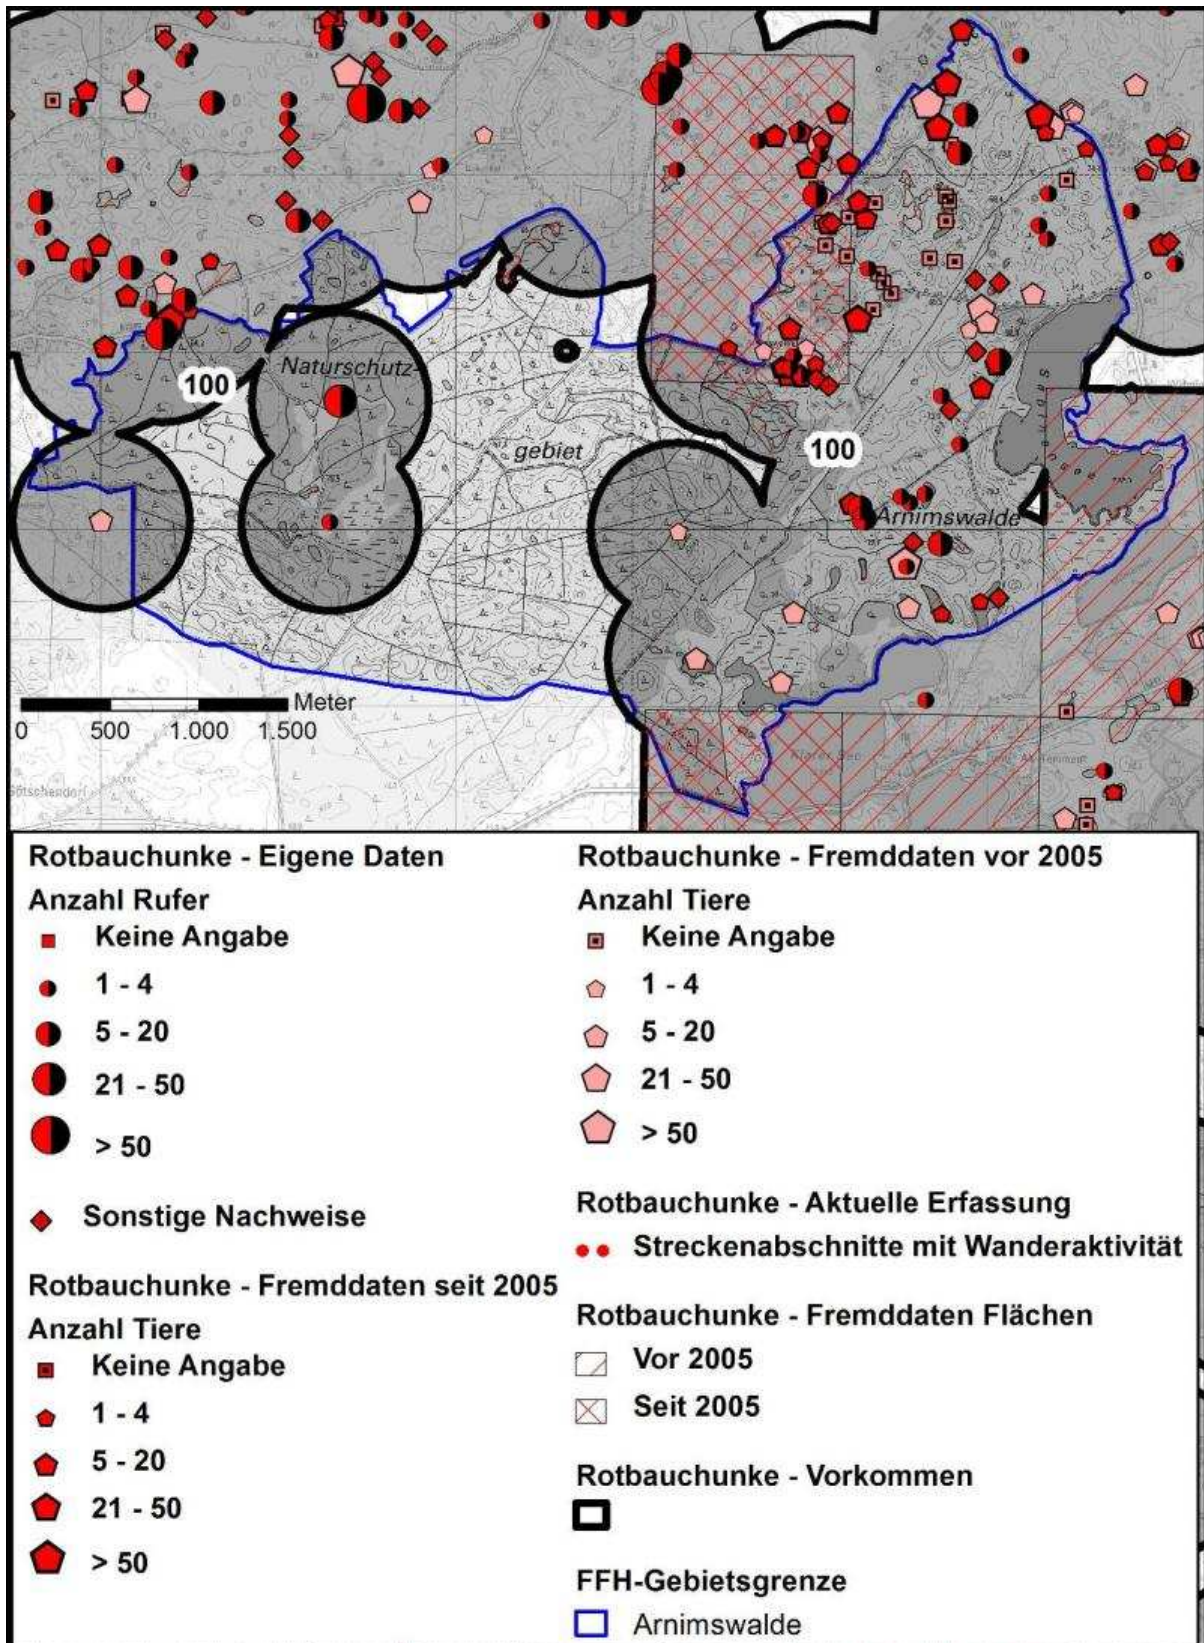 100
Naturschutz-
gebiet
100
Arnimswalde
Meter
0 500 1.000 1.500
Rotbauchunke - Eigene Daten
Anzahl Rufer
Keine Angabe
1 - 4
5 - 20
21 - 50
> 50
Sonstige Nachweise
Rotbauchunke - Fremddaten seit 2005
Anzahl Tiere
Keine Angabe
1 - 4
5 - 20
21 - 50
> 50
Rotbauchunke - Fremddaten vor 2005
Anzahl Tiere
Keine Angabe
1 - 4
5 - 20
21 - 50
> 50
Rotbauchunke - Aktuelle Erfassung
Streckenabschnitte mit Wanderaktivität
Rotbauchunke - Fremddaten Flächen
Vor 2005
Seit 2005
Rotbauchunke - Vorkommen
FFH-Gebietsgrenze
Arnimswalde